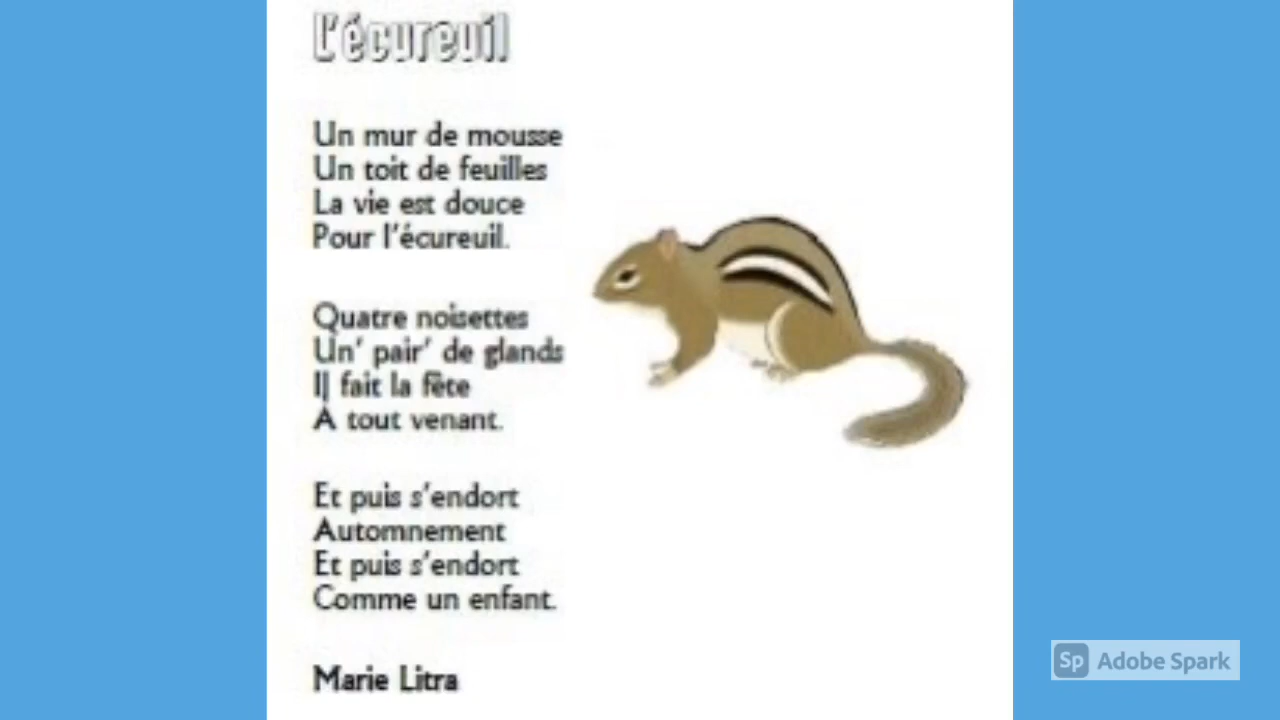 L'écureuil
Un mur de mousse
Un toit de feuilles
La vie est douce
Pour l'écureuil.
Quatre noisettes
Un' pair' de glands
Il fait la fête
A tout venant.
Et puis s'endort
Automnement
Et puis s'endort
Comme un enfant.
Marie Litra
Sp Adobe Spark